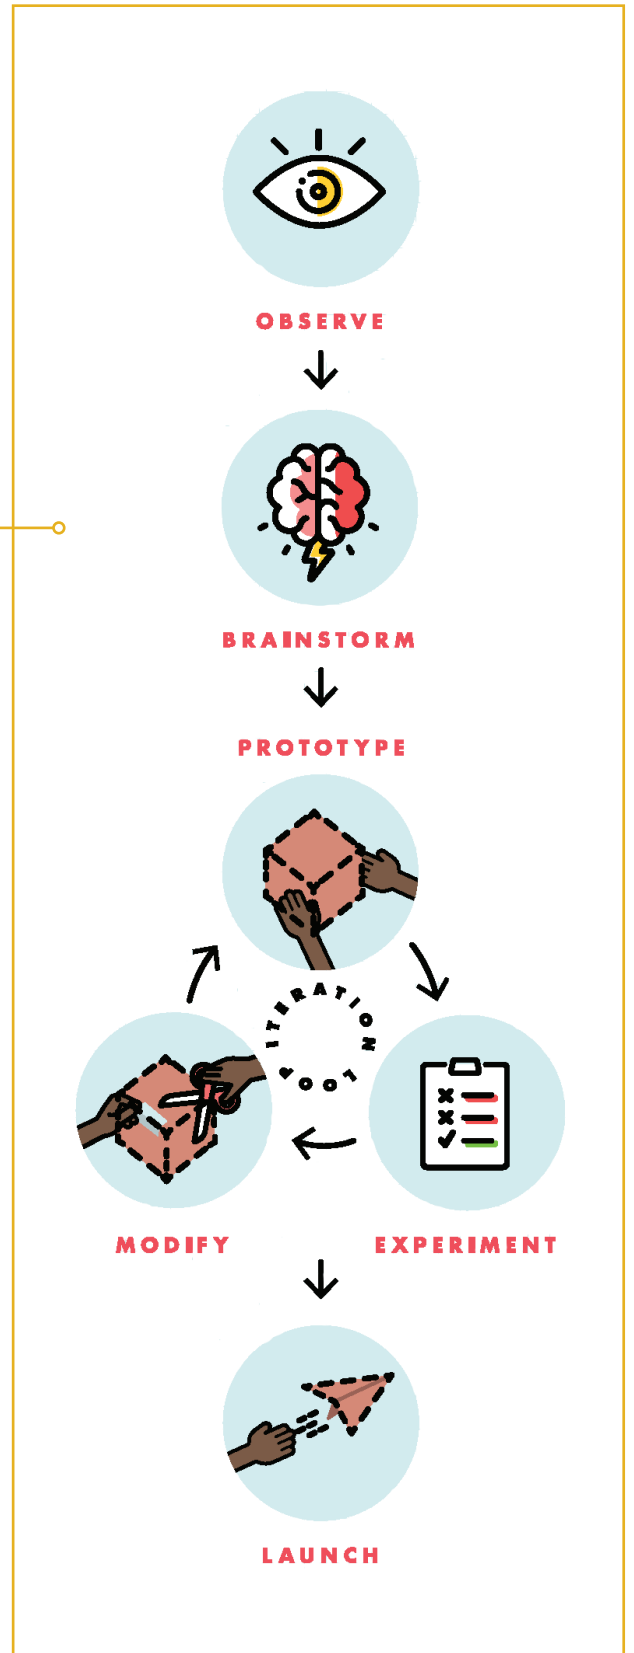 OBSERVE
BRAINSTORM
PROTOTYPE
ITERATION
LOOP
MODIFY
EXPERIMENT
LAUNCH